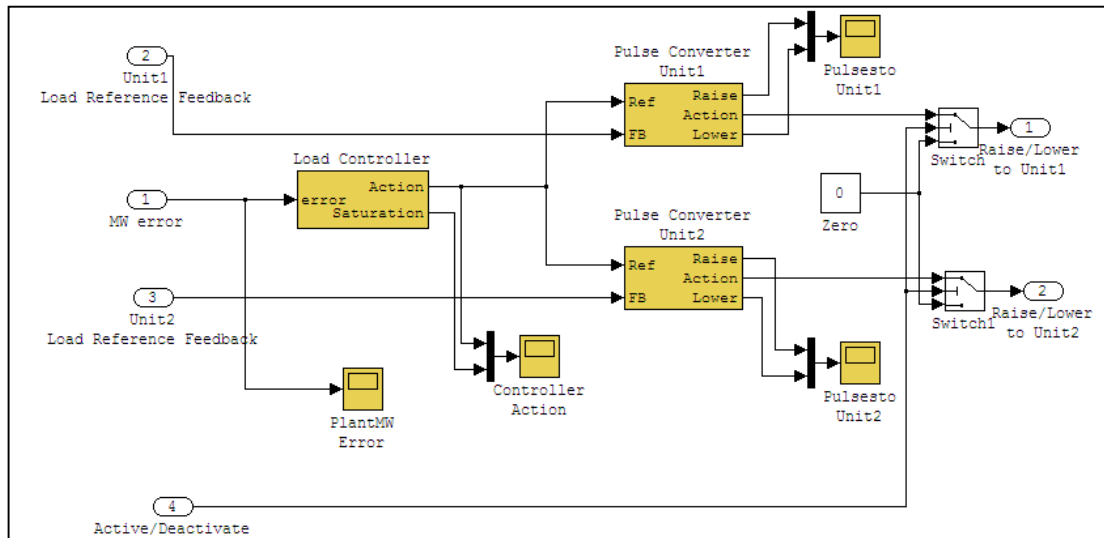 2
Unit1
Load Reference Feedback
Pulse Converter
Unit1
Ref
FB
Raise
Action
Lower
Pulsesto
Unit1
Switch
1
Raise/Lower
to Unit1
Load Controller
error
Action
Saturation
1
MW error
0
Zero
Pulse Converter
Unit2
Ref
FB
Raise
Action
Lower
3
Unit2
Load Reference Feedback
Switch1
2
Raise/Lower
to Unit2
Controller
Action
PlantMW
Error
Pulsesto
Unit2
4
Active/Deactivate